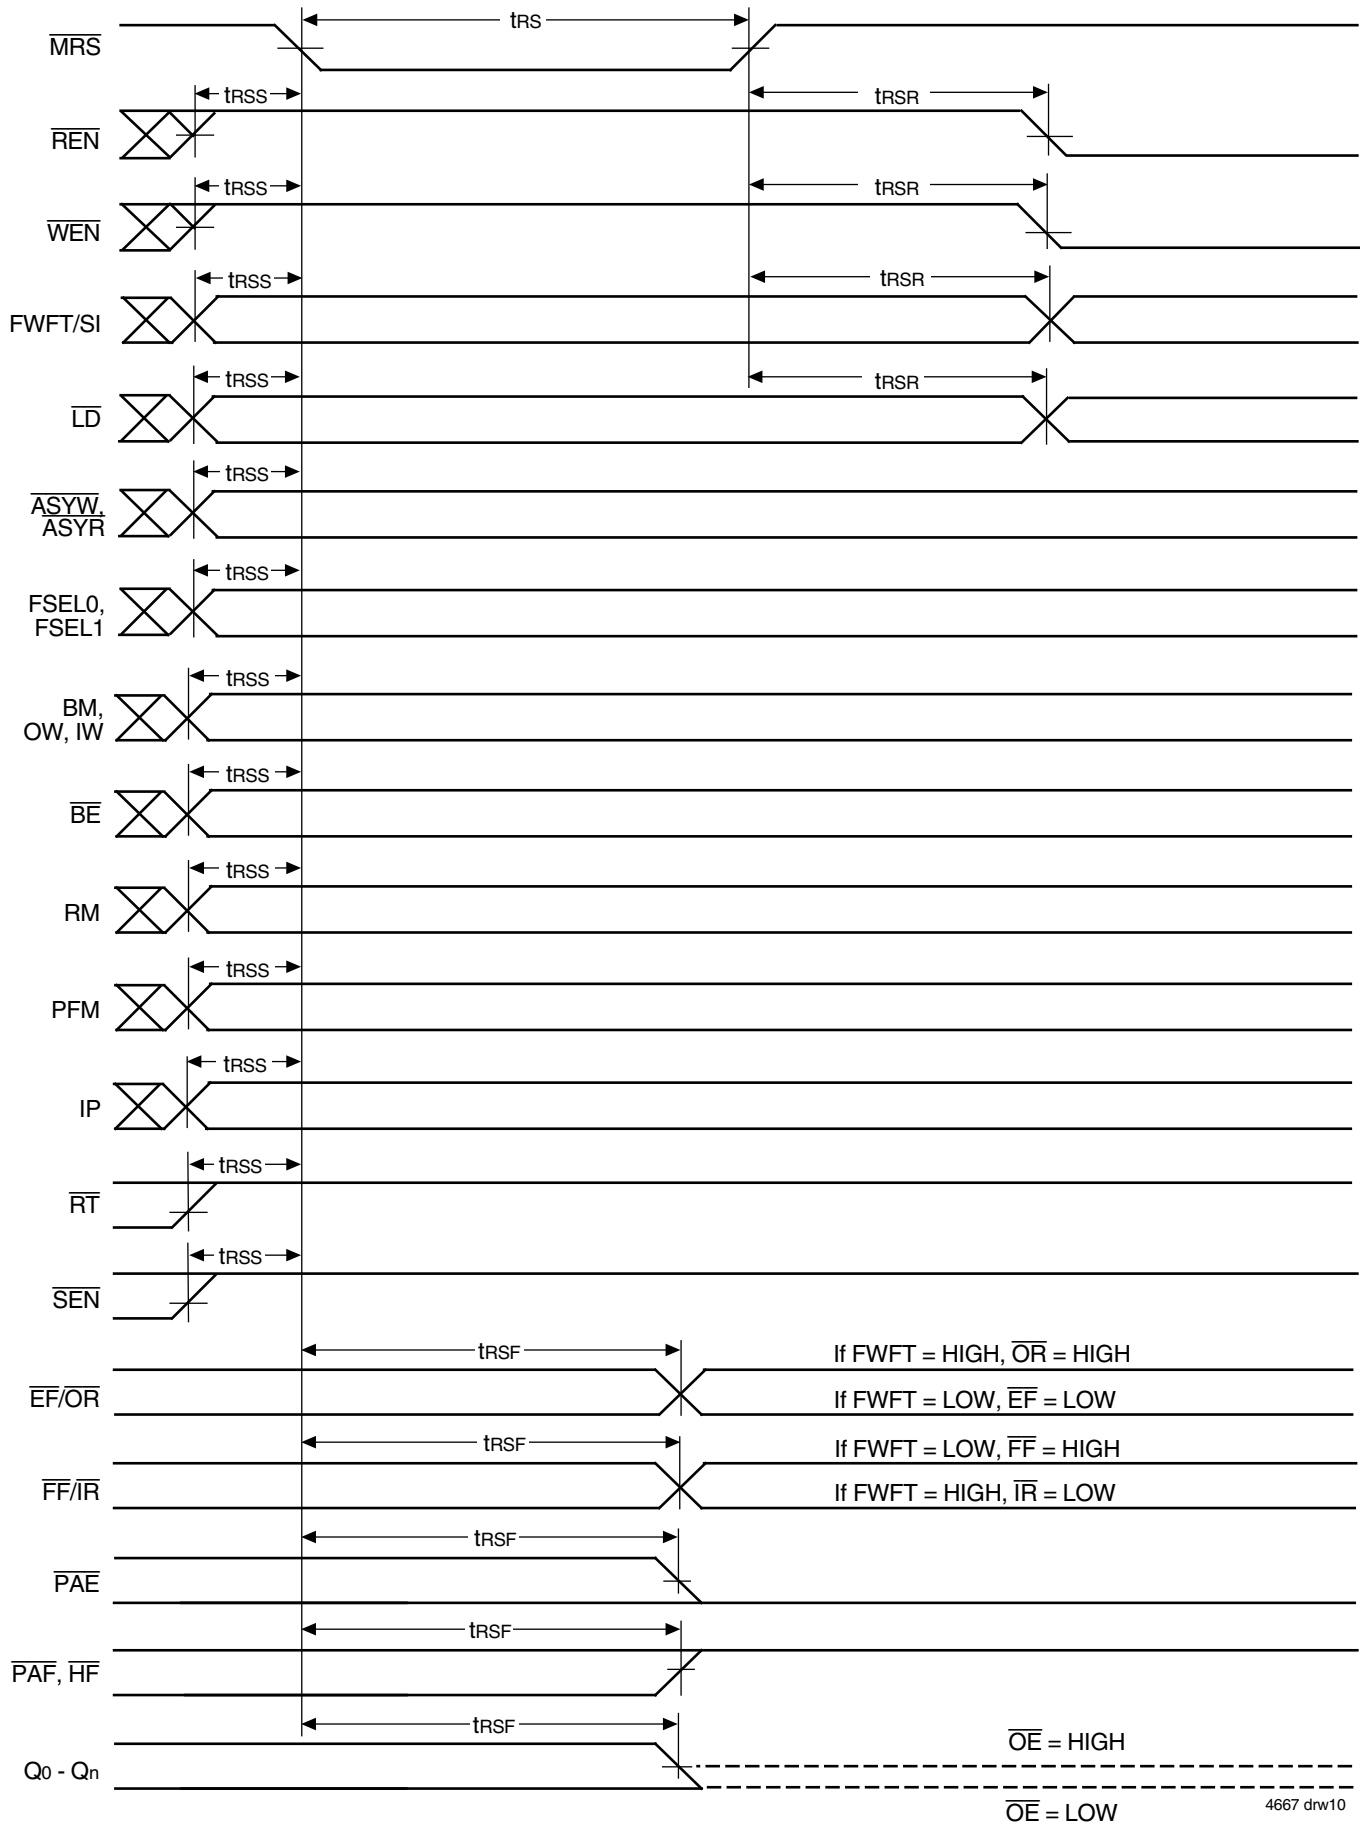 tRS
MRS
tRSS
tRSR
REN
tRSS
tRSR
WEN
tRSS
tRSR
FWFT/SI
tRSS
tRSR
LD
tRSS
ASYW,
ASYR
tRSS
FSEL0,
FSEL1
tRSS
BM,
OW, IW
tRSS
BE
tRSS
RM
tRSS
PFM
tRSS
IP
tRSS
RT
tRSS
SEN
tRSF
If FWFT = HIGH, OR = HIGH
EF/OR
If FWFT = LOW, EF = LOW
tRSF
If FWFT = LOW, FF = HIGH
FF/IR
If FWFT = HIGH, IR = LOW
tRSF
PAE
tRSF
PAF, HF
tRSF
OE = HIGH
Q0 - Qn
OE = LOW
4667 drw10